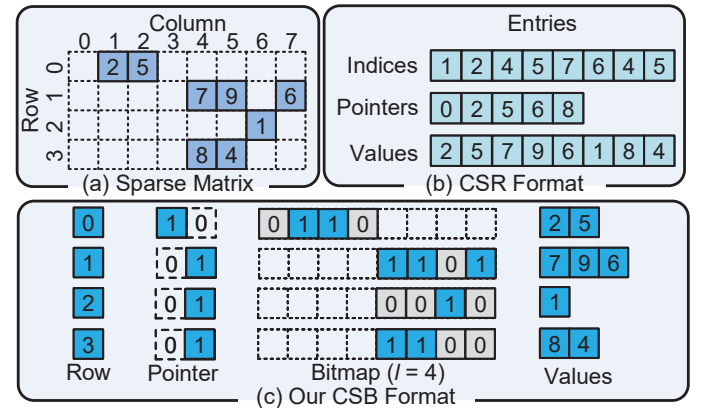 Column
0 1 2 3 4 5 6 7
Row
0 2 5
1 7 9 6
2 1
3 8 4
(a) Sparse Matrix
Entries
Indices 1 2 4 5 7 6 4 5
Pointers 0 2 5 6 8
Values 2 5 7 9 6 1 8 4
(b) CSR Format
0 1 0 0 1 1 0 2 5
1 0 1 1 1 0 1 7 9 6
2 0 1 0 0 1 0 1
3 0 1 1 1 0 0 8 4
Row Pointer Bitmap (l = 4) Values
(c) Our CSB Format